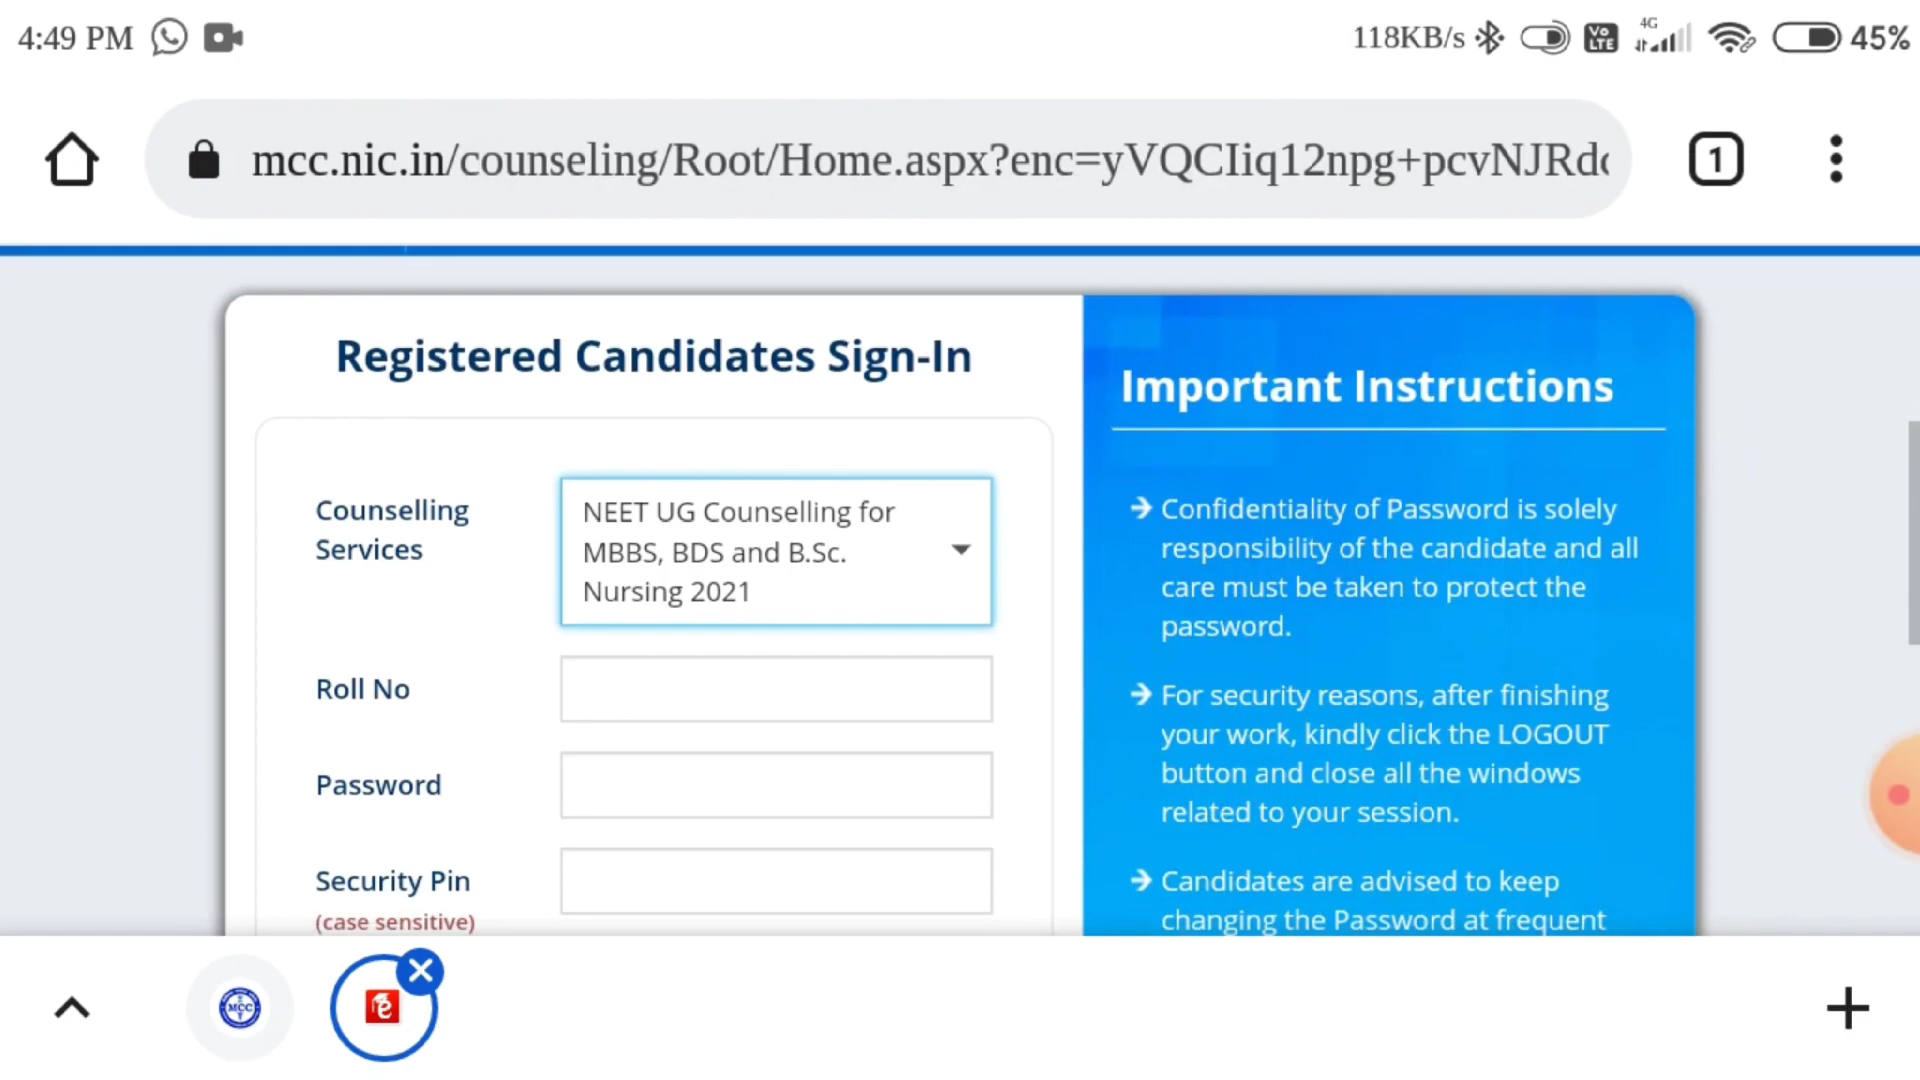 4:49 PM
118KB/s
Vo LTE
4G
45%
mcc.nic.in/counseling/Root/Home.aspx?enc=yVQCIiq12npg+pcvNJRd
1
Registered Candidates Sign-In
Important Instructions
Counselling
Services
NEET UG Counselling for
MBBS, BDS and B.Sc.
Nursing 2021
Roll No
Password
Security Pin
(case sensitive)
Confidentiality of Password is solely
responsibility of the candidate and all
care must be taken to protect the
password.
For security reasons, after finishing
your work, kindly click the LOGOUT
button and close all the windows
related to your session.
Candidates are advised to keep
changing the Password at frequent
MCC
e